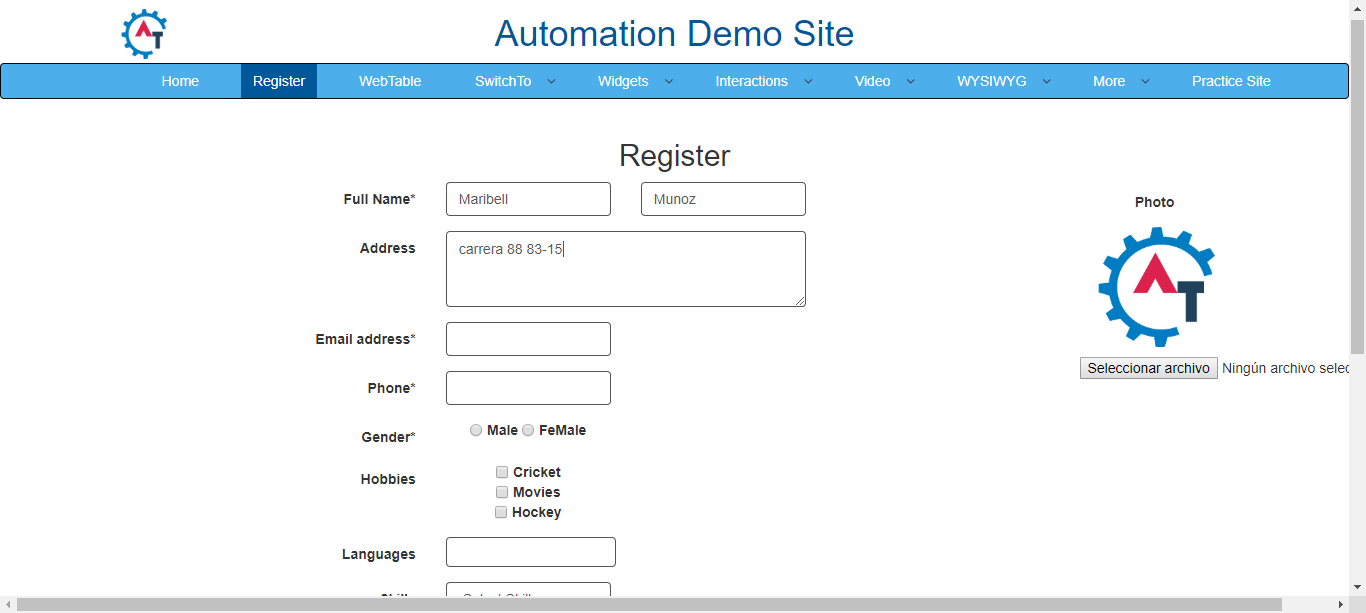 Automation Demo Site
Home Register WebTable SwitchTo Widgets Interactions Video WYSIWYG More Practice Site
Register
Full Name* Maribell Munoz
Photo
Address carrera 88 83-15
AT
Email address*
Seleccionar archivo Ningún archivo selec
Phone*
Gender* Male FeMale
Hobbies Cricket
Movies
Hockey
Languages